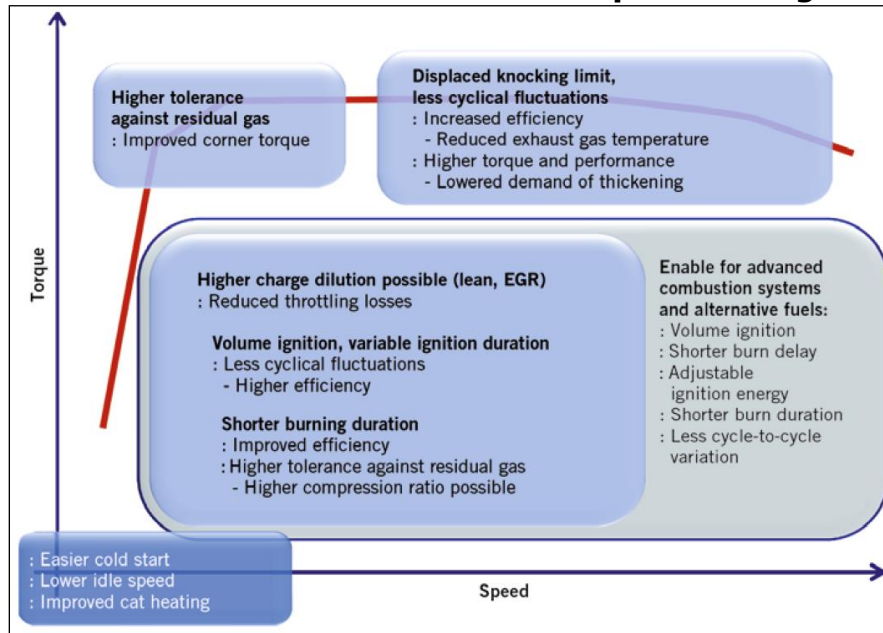 Higher tolerance
against residual gas
: Improved corner torque
Displaced knocking limit,
less cyclical fluctuations
: Increased efficiency
- Reduced exhaust gas temperature
: Higher torque and performance
- Lowered demand of thickening
Torque
Higher charge dilution possible (lean, EGR)
: Reduced throttling losses
Volume ignition, variable ignition duration
: Less cyclical fluctuations
- Higher efficiency
Shorter burning duration
: Improved efficiency
: Higher tolerance against residual gas
- Higher compression ratio possible
Enable for advanced
combustion systems
and alternative fuels:
: Volume ignition
: Shorter burn delay
: Adjustable
ignition energy
: Shorter burn duration
: Less cycle-to-cycle
variation
: Easier cold start
: Lower idle speed
: Improved cat heating
Speed